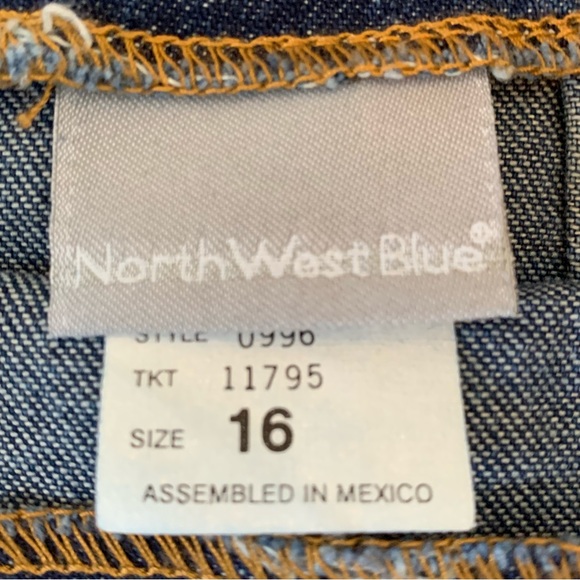 NorthWest Blue®
STYLE 0996
TKT 11795
SIZE 16
ASSEMBLED IN MEXICO